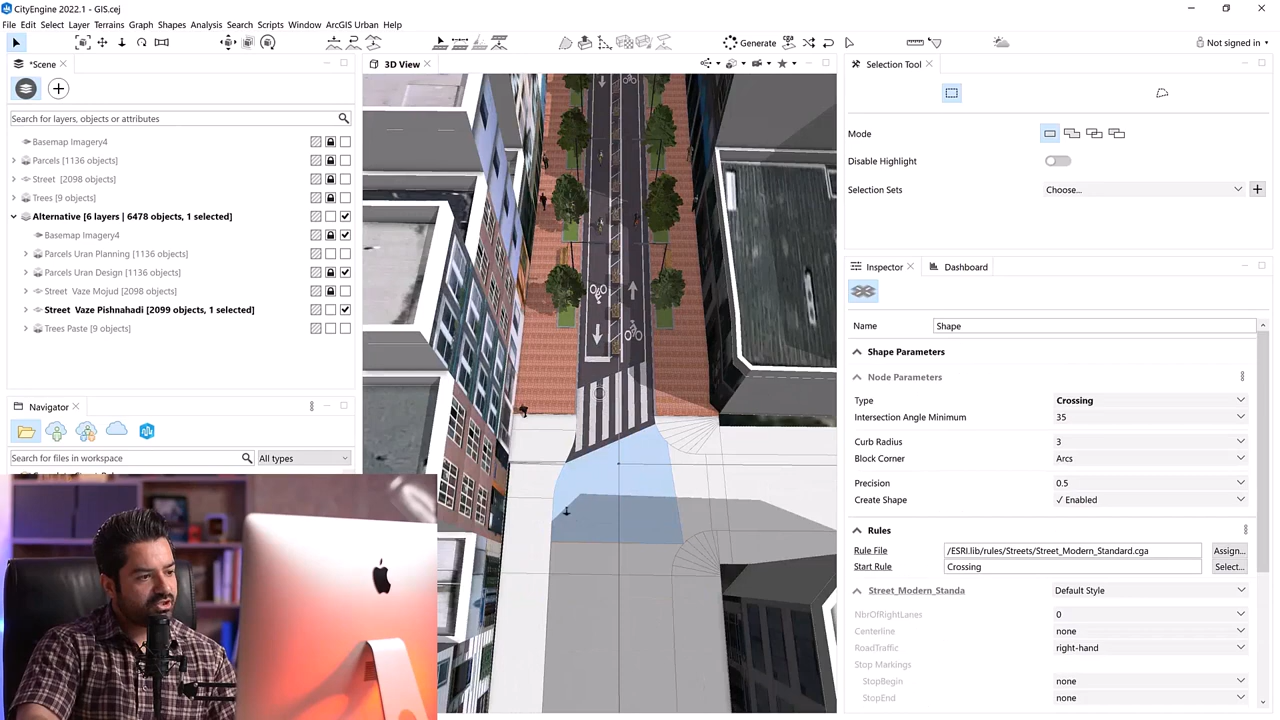 CityEngine 2022.1 - GIS.cej
File Edit Select Layer Terrains Graph Shapes Analysis Search Scripts Window ArcGIS Urban Help
Generate
Not signed in
*Scene
Search for layers, objects or attributes
Basemap Imagery4
Parcels [1136 objects]
Street [2098 objects]
Trees [9 objects]
Alternative [6 layers | 6478 objects, 1 selected]
Basemap Imagery4
Parcels Uran Planning [1136 objects]
Parcels Uran Design [1136 objects]
Street Vaze Mojud [2098 objects]
Street Vaze Pishnahadi [2099 objects, 1 selected]
Trees Paste [9 objects]
Navigator
Search for files in workspace
All types
3D View
Selection Tool
Mode
Disable Highlight
Selection Sets Choose...
Inspector
Dashboard
Name Shape
Shape Parameters
Node Parameters
Type Crossing
Intersection Angle Minimum 35
Curb Radius 3
Block Corner Arcs
Precision 0.5
Create Shape ✓ Enabled
Rules
Rule File /ESRI.lib/rules/Streets/Street_Modern_Standard.cga Assign...
Start Rule Crossing Select...
Street_Modern_Standa Default Style
NbrOfRightLanes 0
Centerline none
RoadTraffic right-hand
Stop Markings
StopBegin none
StopEnd none